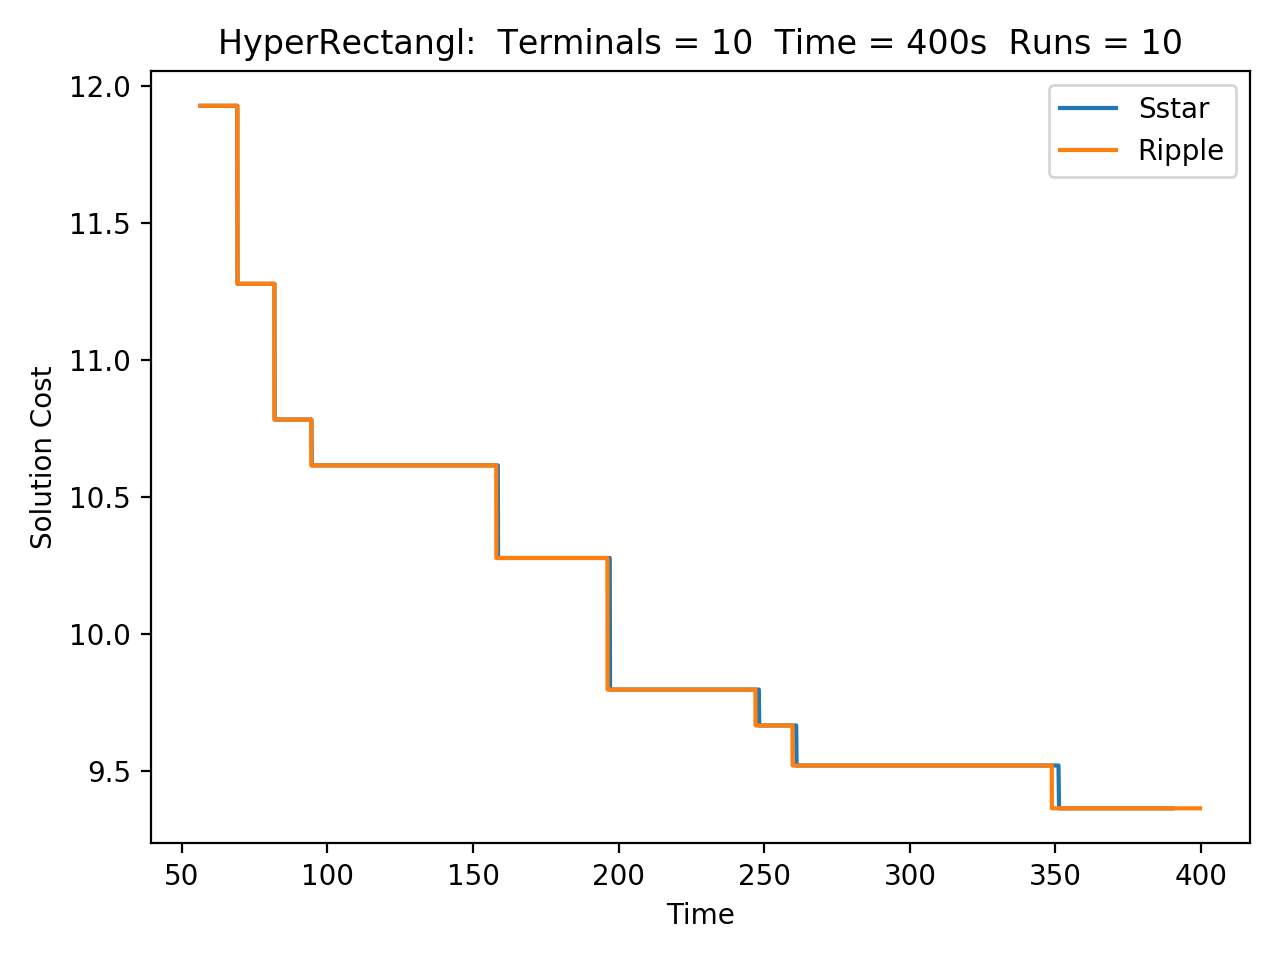 HyperRectangl:  Terminals = 10  Time = 400s  Runs = 10
Sstar
Ripple
12.0
11.5
11.0
10.5
10.0
9.5
Solution Cost
50 100 150 200 250 300 350 400
Time